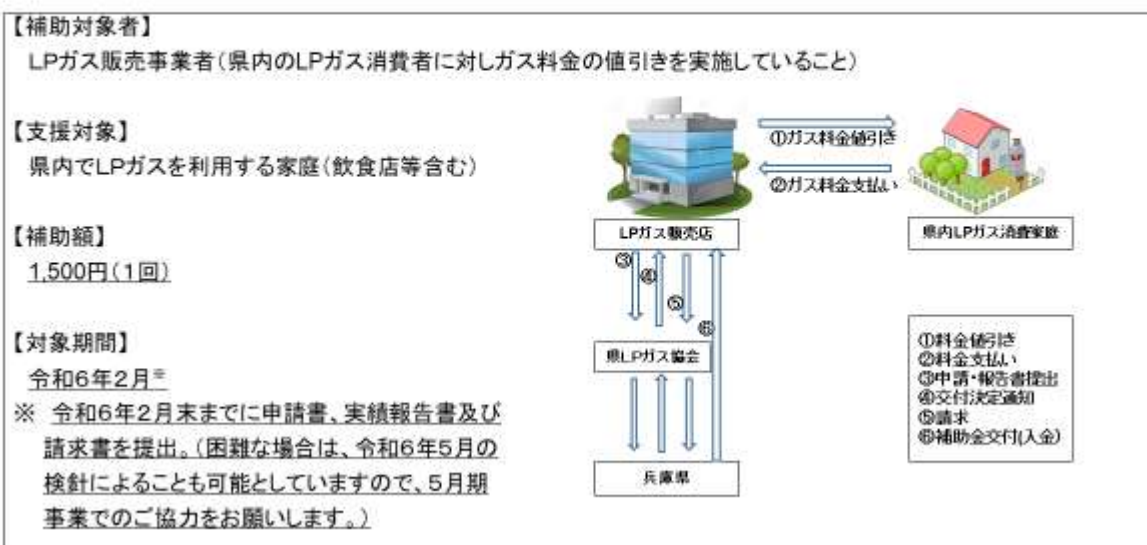 【補助対象者】
LPガス販売事業者(県内のLPガス消費者に対しガス料金の値引きを実施していること)
【支援対象】
県内でLPガスを利用する家庭(飲食店等含む)
【補助額】
1,500円(1回)
【対象期間】
令和6年2月※
※ 令和6年2月末までに申請書、実績報告書及び
請求書を提出。(困難な場合は、令和6年5月の
検針によることも可能としていますので、5月期
事業でのご協力をお願いします。)
①ガス料金値引き
②ガス料金支払い
LPガス販売店
県内LPガス消費家庭
③
④
⑤
⑥
県LPガス協会
兵庫県
①料金値引き
②料金支払い
③申請・報告書提出
④交付決定通知
⑤請求
⑥補助金交付(入金)